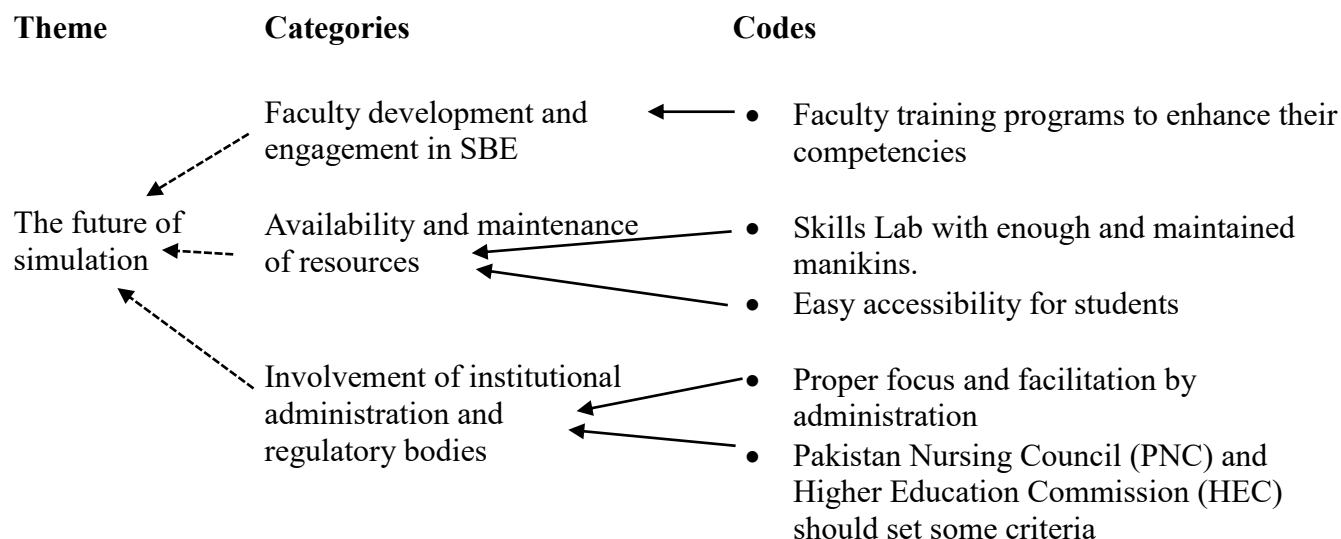 Theme Categories Codes
Faculty development and
engagement in SBE
• Faculty training programs to enhance their
competencies
The future of
simulation
Availability and maintenance
of resources
• Skills Lab with enough and maintained
manikins.
• Easy accessibility for students
Involvement of institutional
administration and
regulatory bodies
• Proper focus and facilitation by
administration
• Pakistan Nursing Council (PNC) and
Higher Education Commission (HEC)
should set some criteria